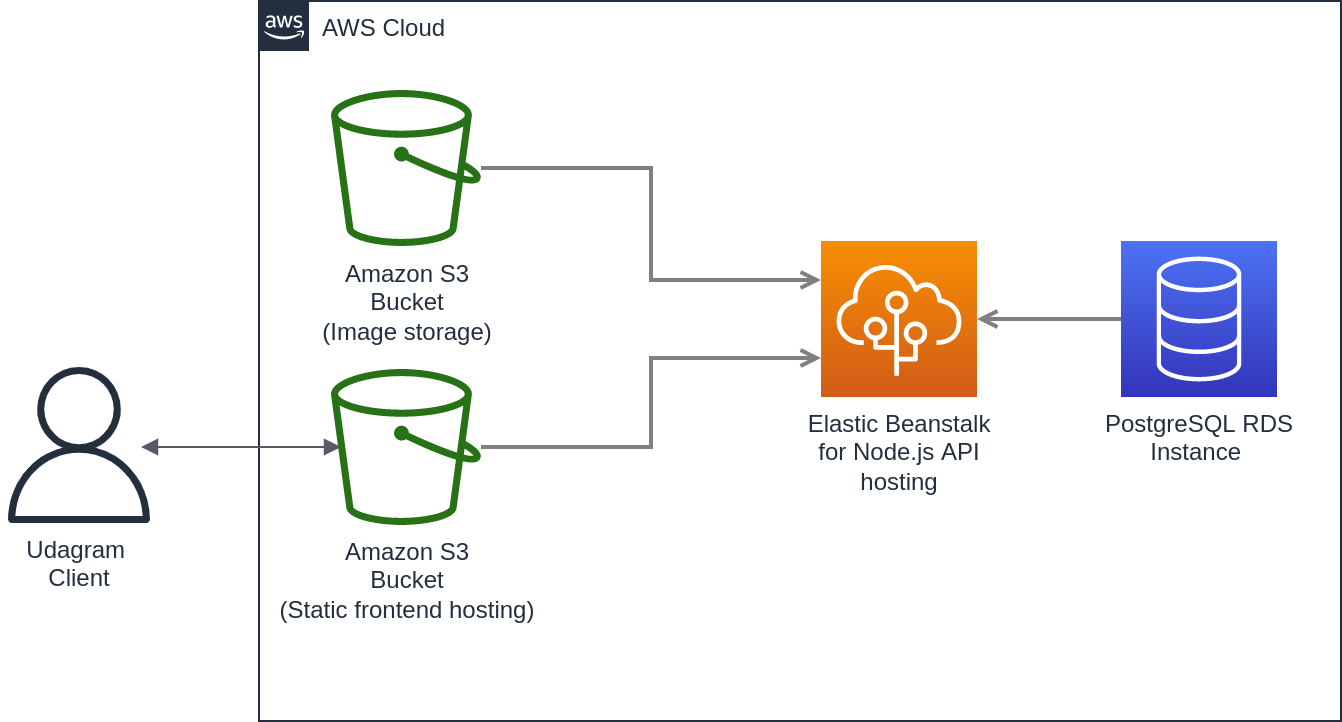 aws
AWS Cloud
Amazon S3
Bucket
(Image storage)
Amazon S3
Bucket
(Static frontend hosting)
Udagram
Client
Elastic Beanstalk
for Node.js API
hosting
PostgreSQL RDS
Instance